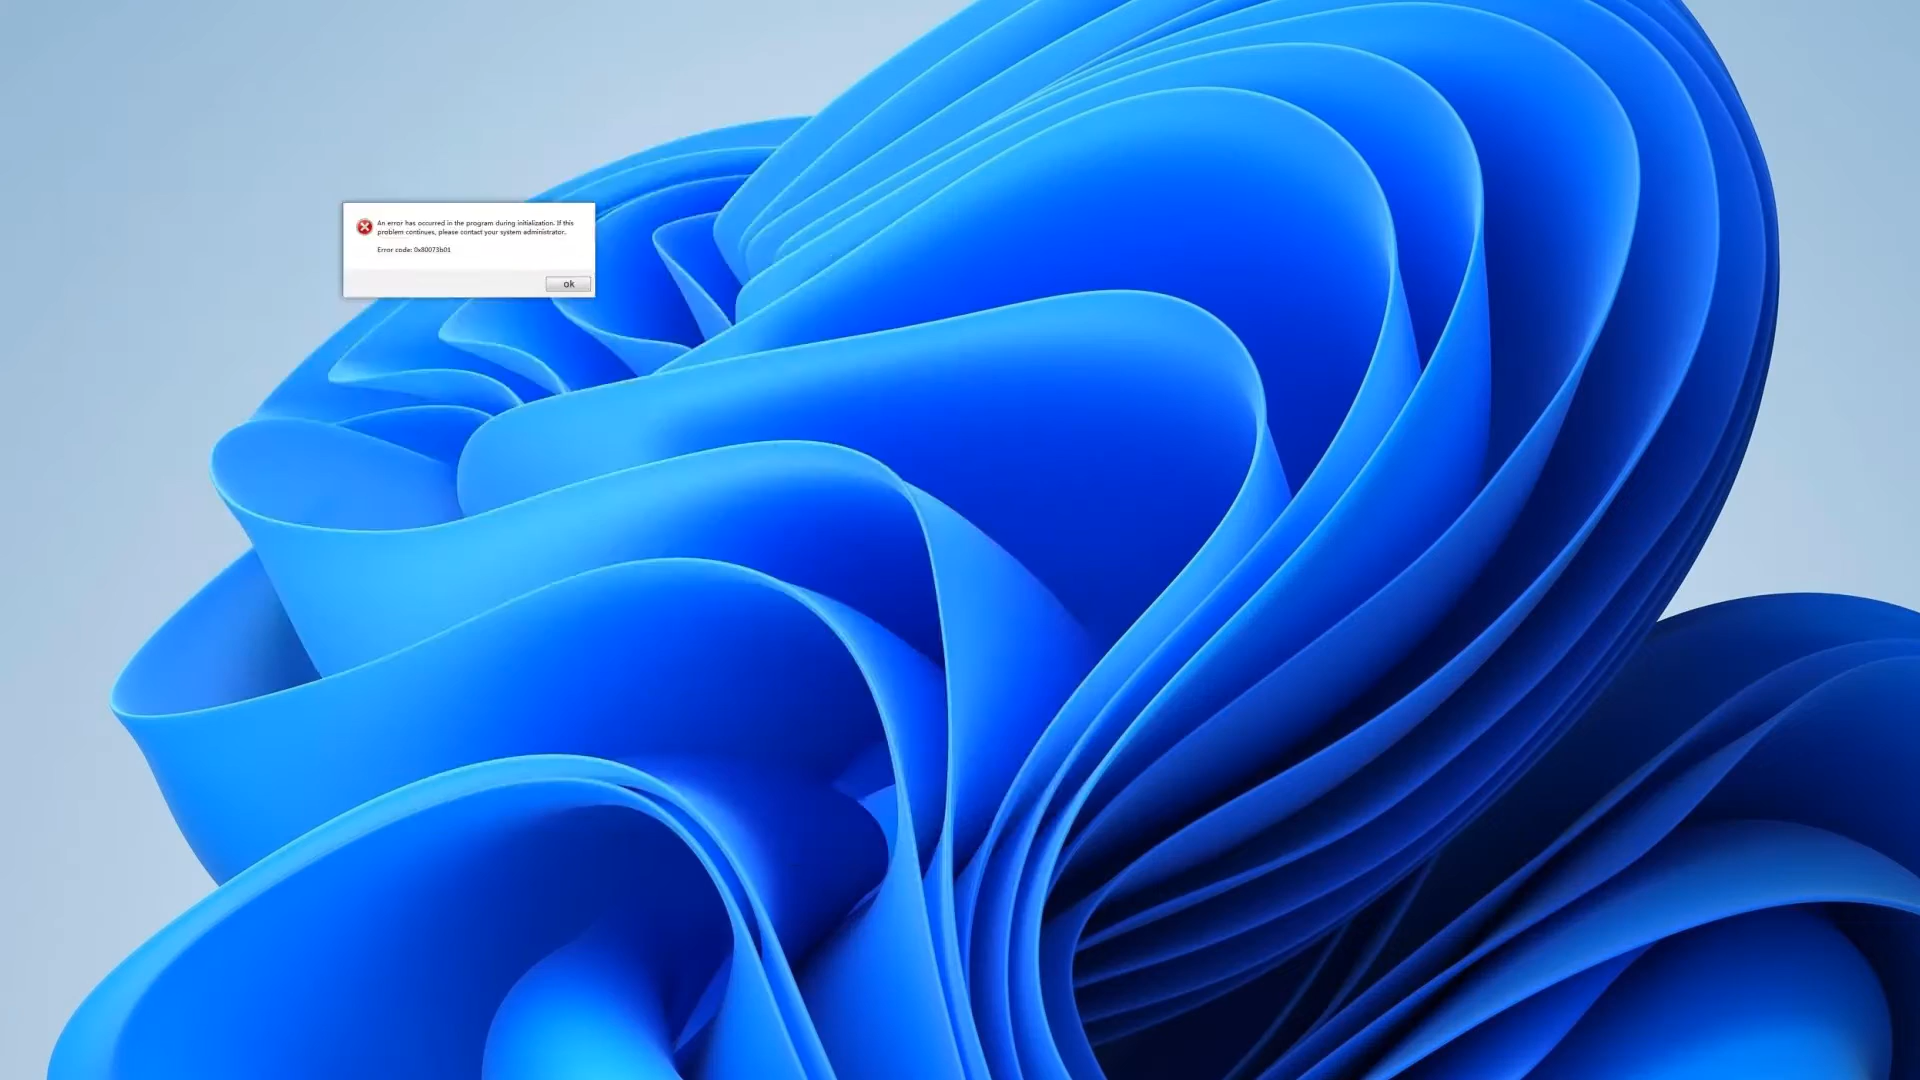 An error has occurred in the program during initialization. If this
problem continues, please contact your system administrator.
Error code: 0x80073b01
ok